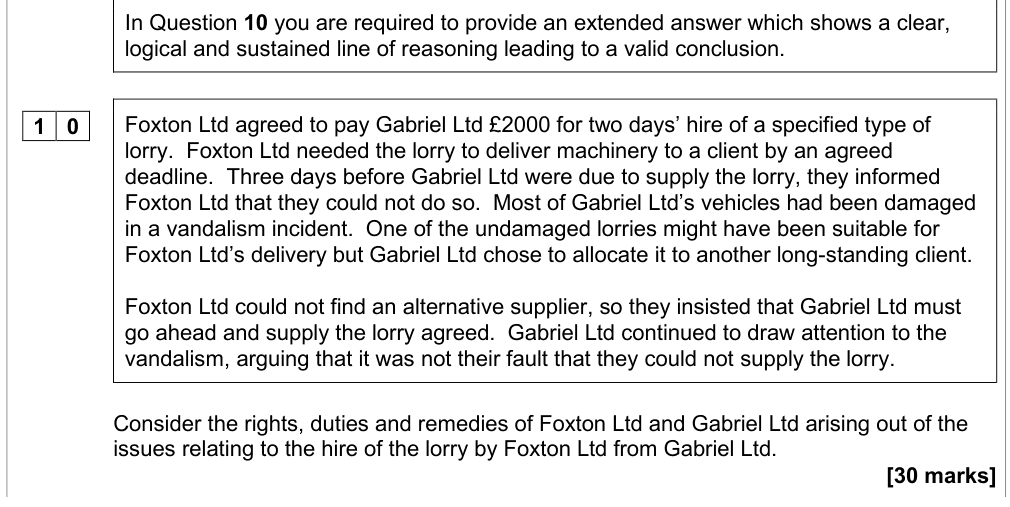 In Question 10 you are required to provide an extended answer which shows a clear,
logical and sustained line of reasoning leading to a valid conclusion.
1 0
Foxton Ltd agreed to pay Gabriel Ltd £2000 for two days’ hire of a specified type of
lorry. Foxton Ltd needed the lorry to deliver machinery to a client by an agreed
deadline. Three days before Gabriel Ltd were due to supply the lorry, they informed
Foxton Ltd that they could not do so. Most of Gabriel Ltd’s vehicles had been damaged
in a vandalism incident. One of the undamaged lorries might have been suitable for
Foxton Ltd’s delivery but Gabriel Ltd chose to allocate it to another long-standing client.
Foxton Ltd could not find an alternative supplier, so they insisted that Gabriel Ltd must
go ahead and supply the lorry agreed. Gabriel Ltd continued to draw attention to the
vandalism, arguing that it was not their fault that they could not supply the lorry.
Consider the rights, duties and remedies of Foxton Ltd and Gabriel Ltd arising out of the
issues relating to the hire of the lorry by Foxton Ltd from Gabriel Ltd.
[30 marks]